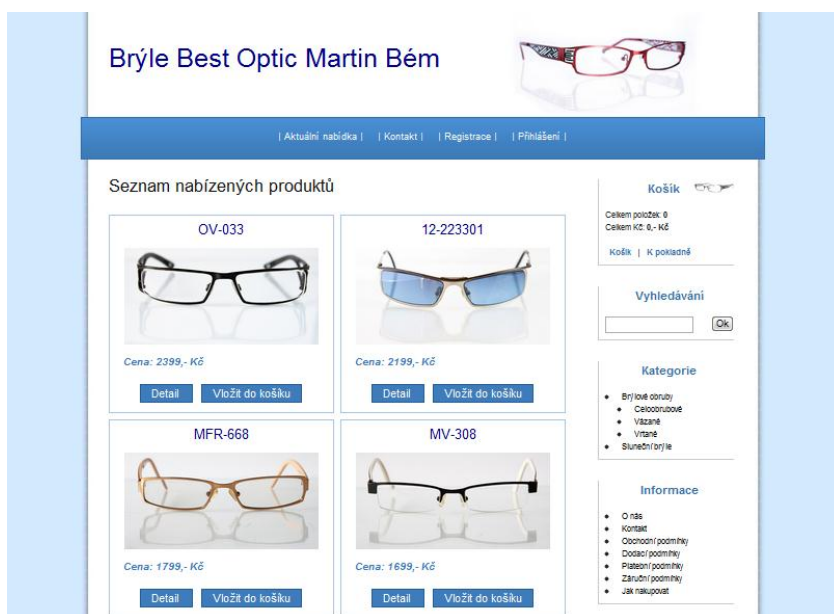 Brýle Best Optic Martin Bém
| Aktuální nabídka | | Kontakt | | Registrace | | Přihlášení |
Seznam nabízených produktů
OV-033
Cena: 2399,- Kč
Detail Vložit do košíku
12-223301
Cena: 2199,- Kč
Detail Vložit do košíku
MFR-668
Cena: 1799,- Kč
Detail Vložit do košíku
MV-308
Cena: 1699,- Kč
Detail Vložit do košíku
Košík
Celkem položek: 0
Celkem Kč: 0,- Kč
Košík | K pokladně
Vyhledávání
Ok
Kategorie
Brýlové obruby
Celoobrubové
Vázané
Vrtané
Sluneční brýle
Informace
O nás
Kontakt
Obchodní podmínky
Dodací podmínky
Platební podmínky
Záruční podmínky
Jak nakupovat